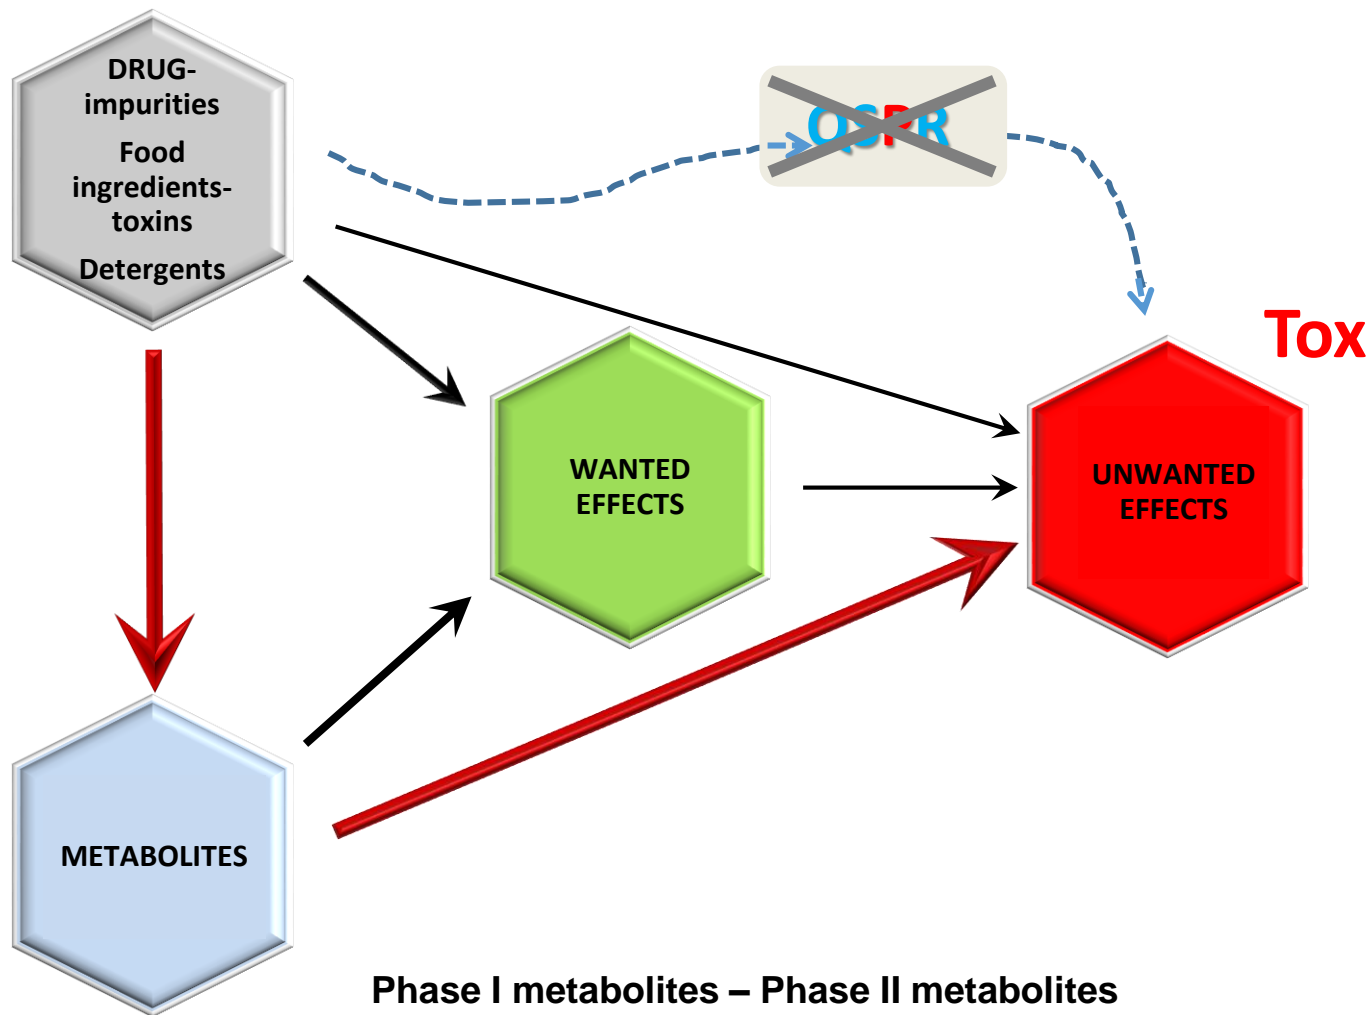 DRUG-
impurities
Food
ingredients-
toxins
Detergents
QSPR
Tox
WANTED
EFFECTS
UNWANTED
EFFECTS
METABOLITES
Phase I metabolites – Phase II metabolites